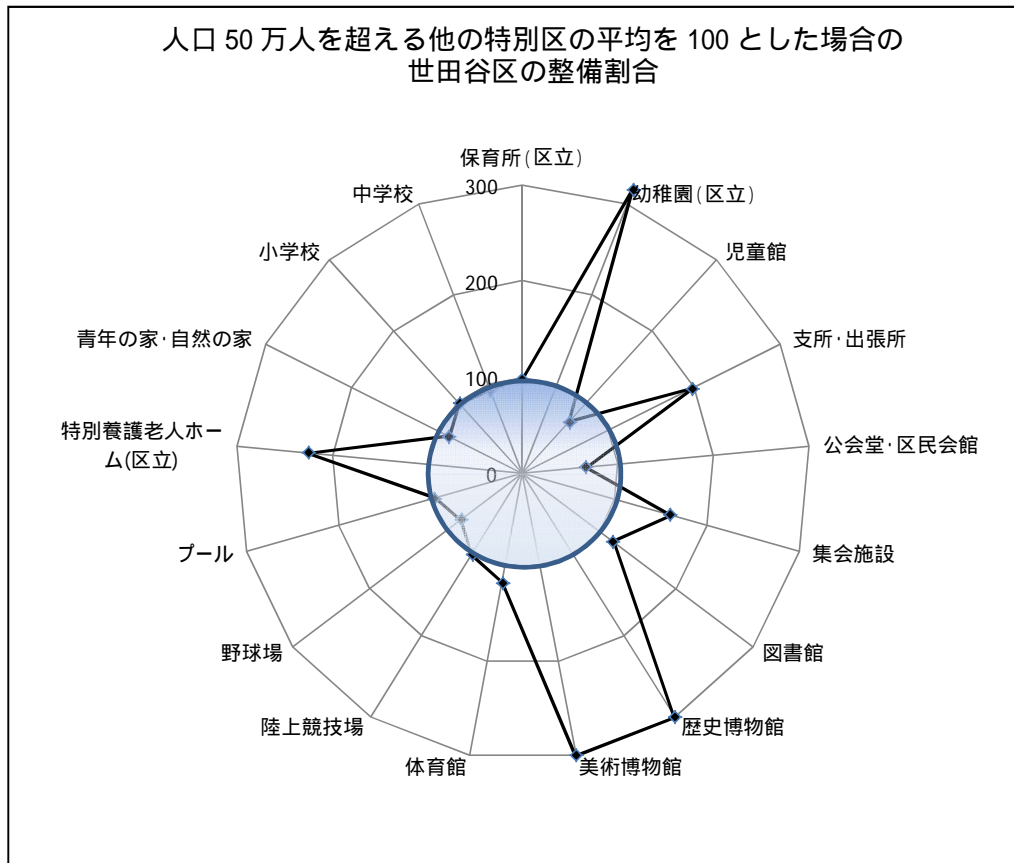 人口 50 万人を超える他の特別区の平均を 100 とした場合の
世田谷区の整備割合
保育所(区立)
幼稚園(区立)
児童館
支所・出張所
公会堂・区民会館
集会施設
図書館
歴史博物館
美術博物館
体育館
陸上競技場
野球場
プール
特別養護老人ホー
ム(区立)
青年の家・自然の家
小学校
中学校
300
200
100
0